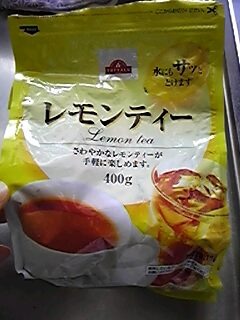 TOPVALU
水にもサッと
とけます
レモンティー
Lemon tea
さわやかなレモンティーが
手軽に楽しめます。
400g